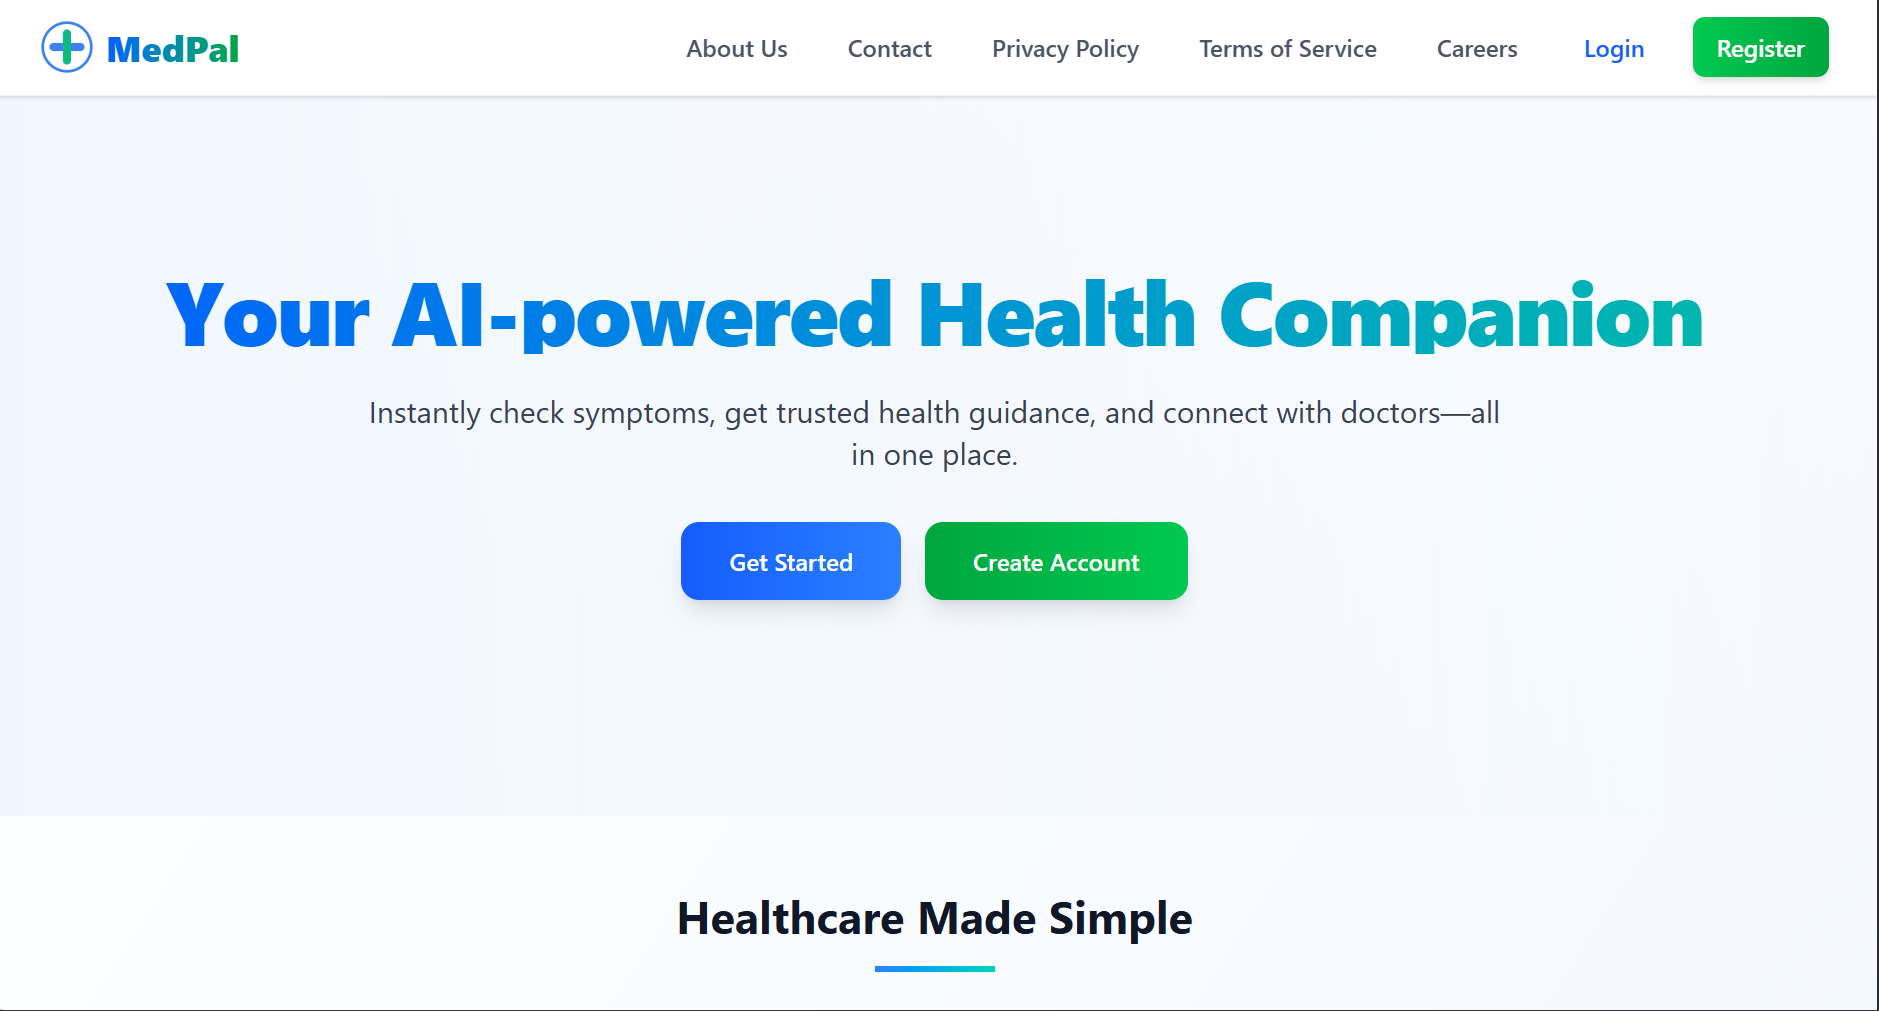 MedPal
About Us
Contact
Privacy Policy
Terms of Service
Careers
Login
Register
Your AI-powered Health Companion
Instantly check symptoms, get trusted health guidance, and connect with doctors—all
in one place.
Get Started
Create Account
Healthcare Made Simple